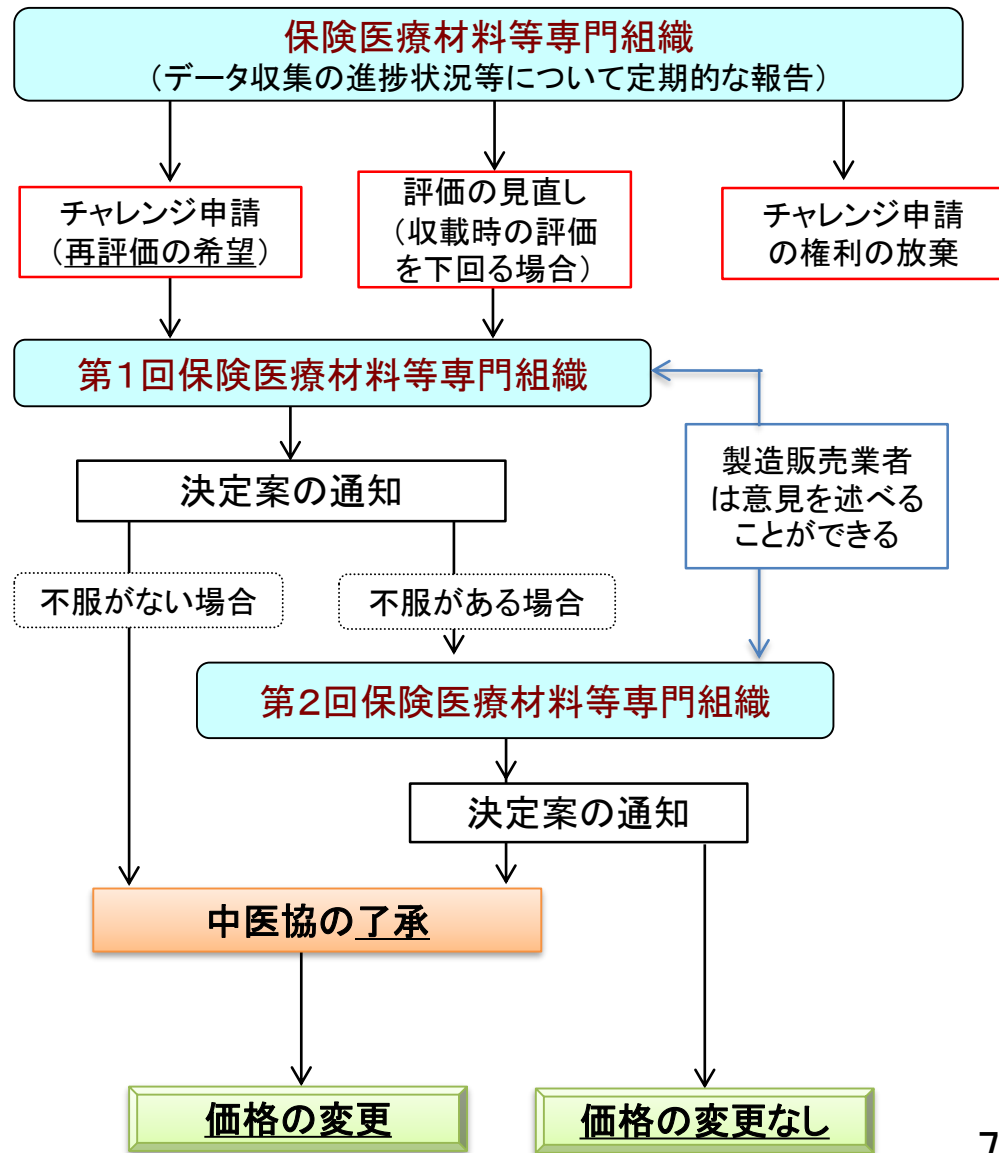 保険医療材料等専門組織
（データ収集の進捗状況等について定期的な報告）
チャレンジ申請
（再評価の希望）
評価の見直し
（収載時の評価
を下回る場合）
チャレンジ申請
の権利の放棄
第１回保険医療材料等専門組織
決定案の通知
製造販売業者
は意見を述べる
ことができる
不服がない場合
不服がある場合
第２回保険医療材料等専門組織
決定案の通知
中医協の了承
価格の変更
価格の変更なし
7